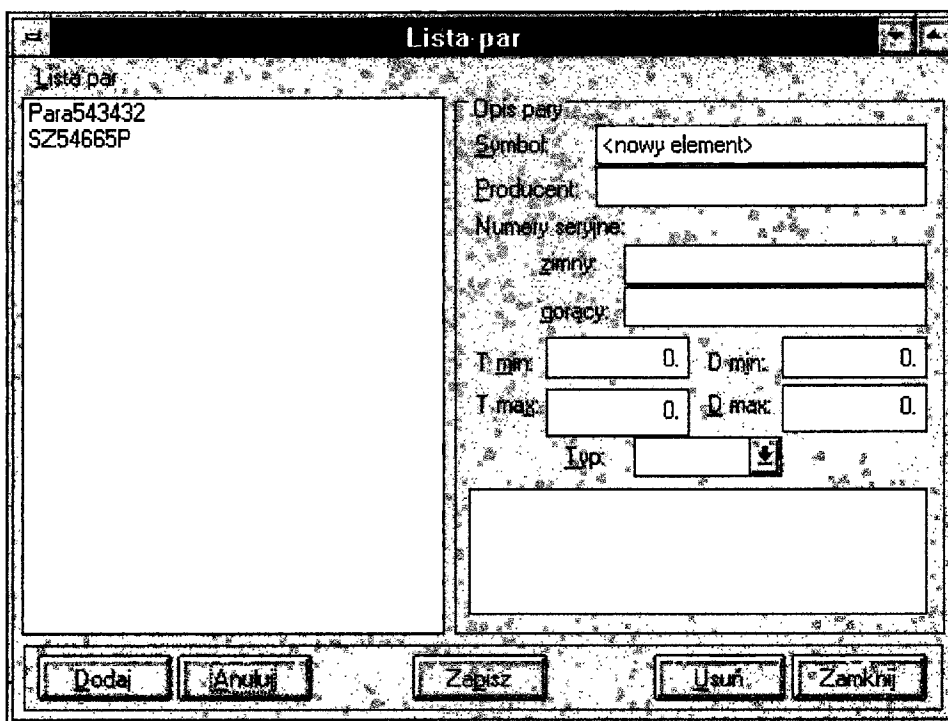 Lista par
Lista par
Para543432
SZ54665P
Opis pary
Symbol: <nowy element>
Producent:
Numery seryjne:
zimny:
gorący:
T min: 0. D min: 0.
T max: 0. D max: 0.
Typ:
Dodaj Anuluj Zapisz Usuń Zamknij